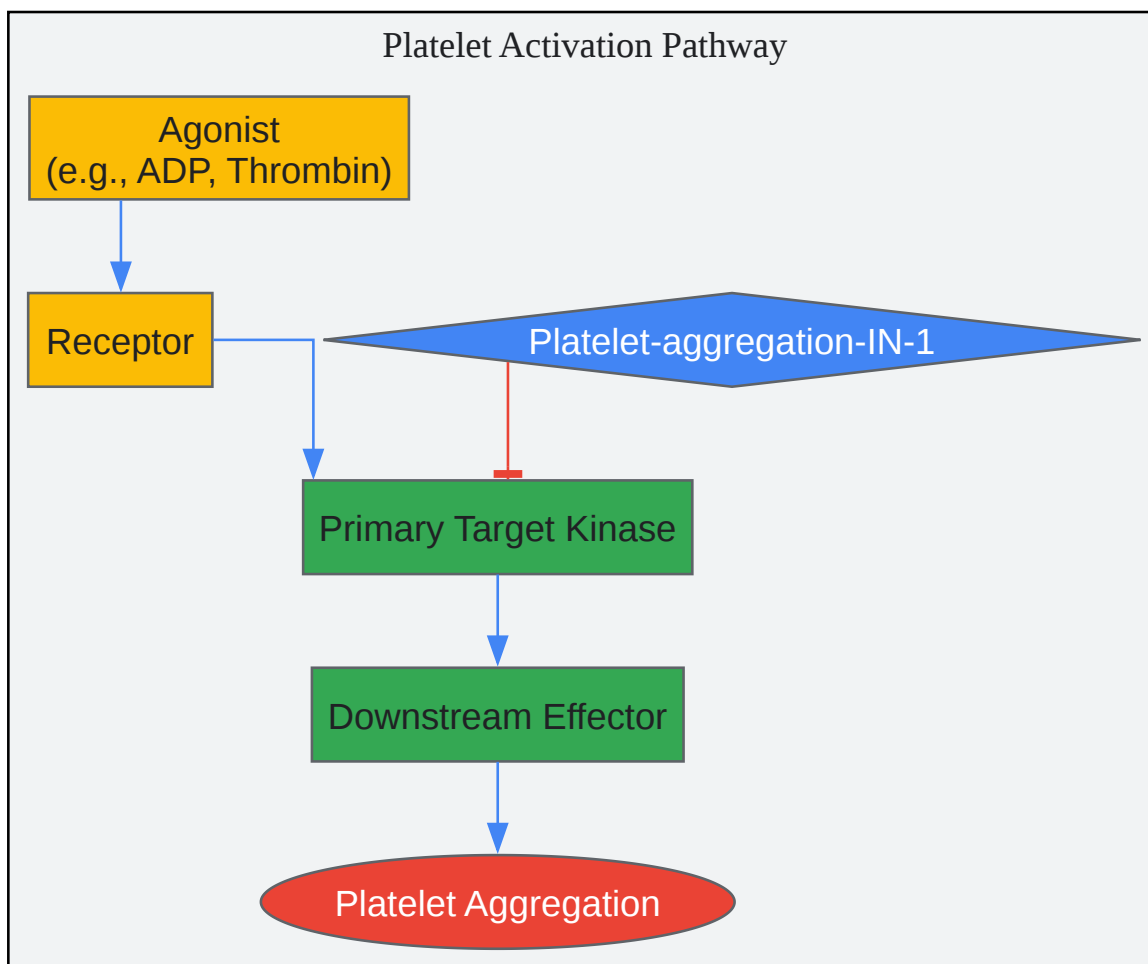 Platelet Activation Pathway
Agonist
(e.g., ADP, Thrombin)
Receptor
Platelet-aggregation-IN-1
Primary Target Kinase
Downstream Effector
Platelet Aggregation